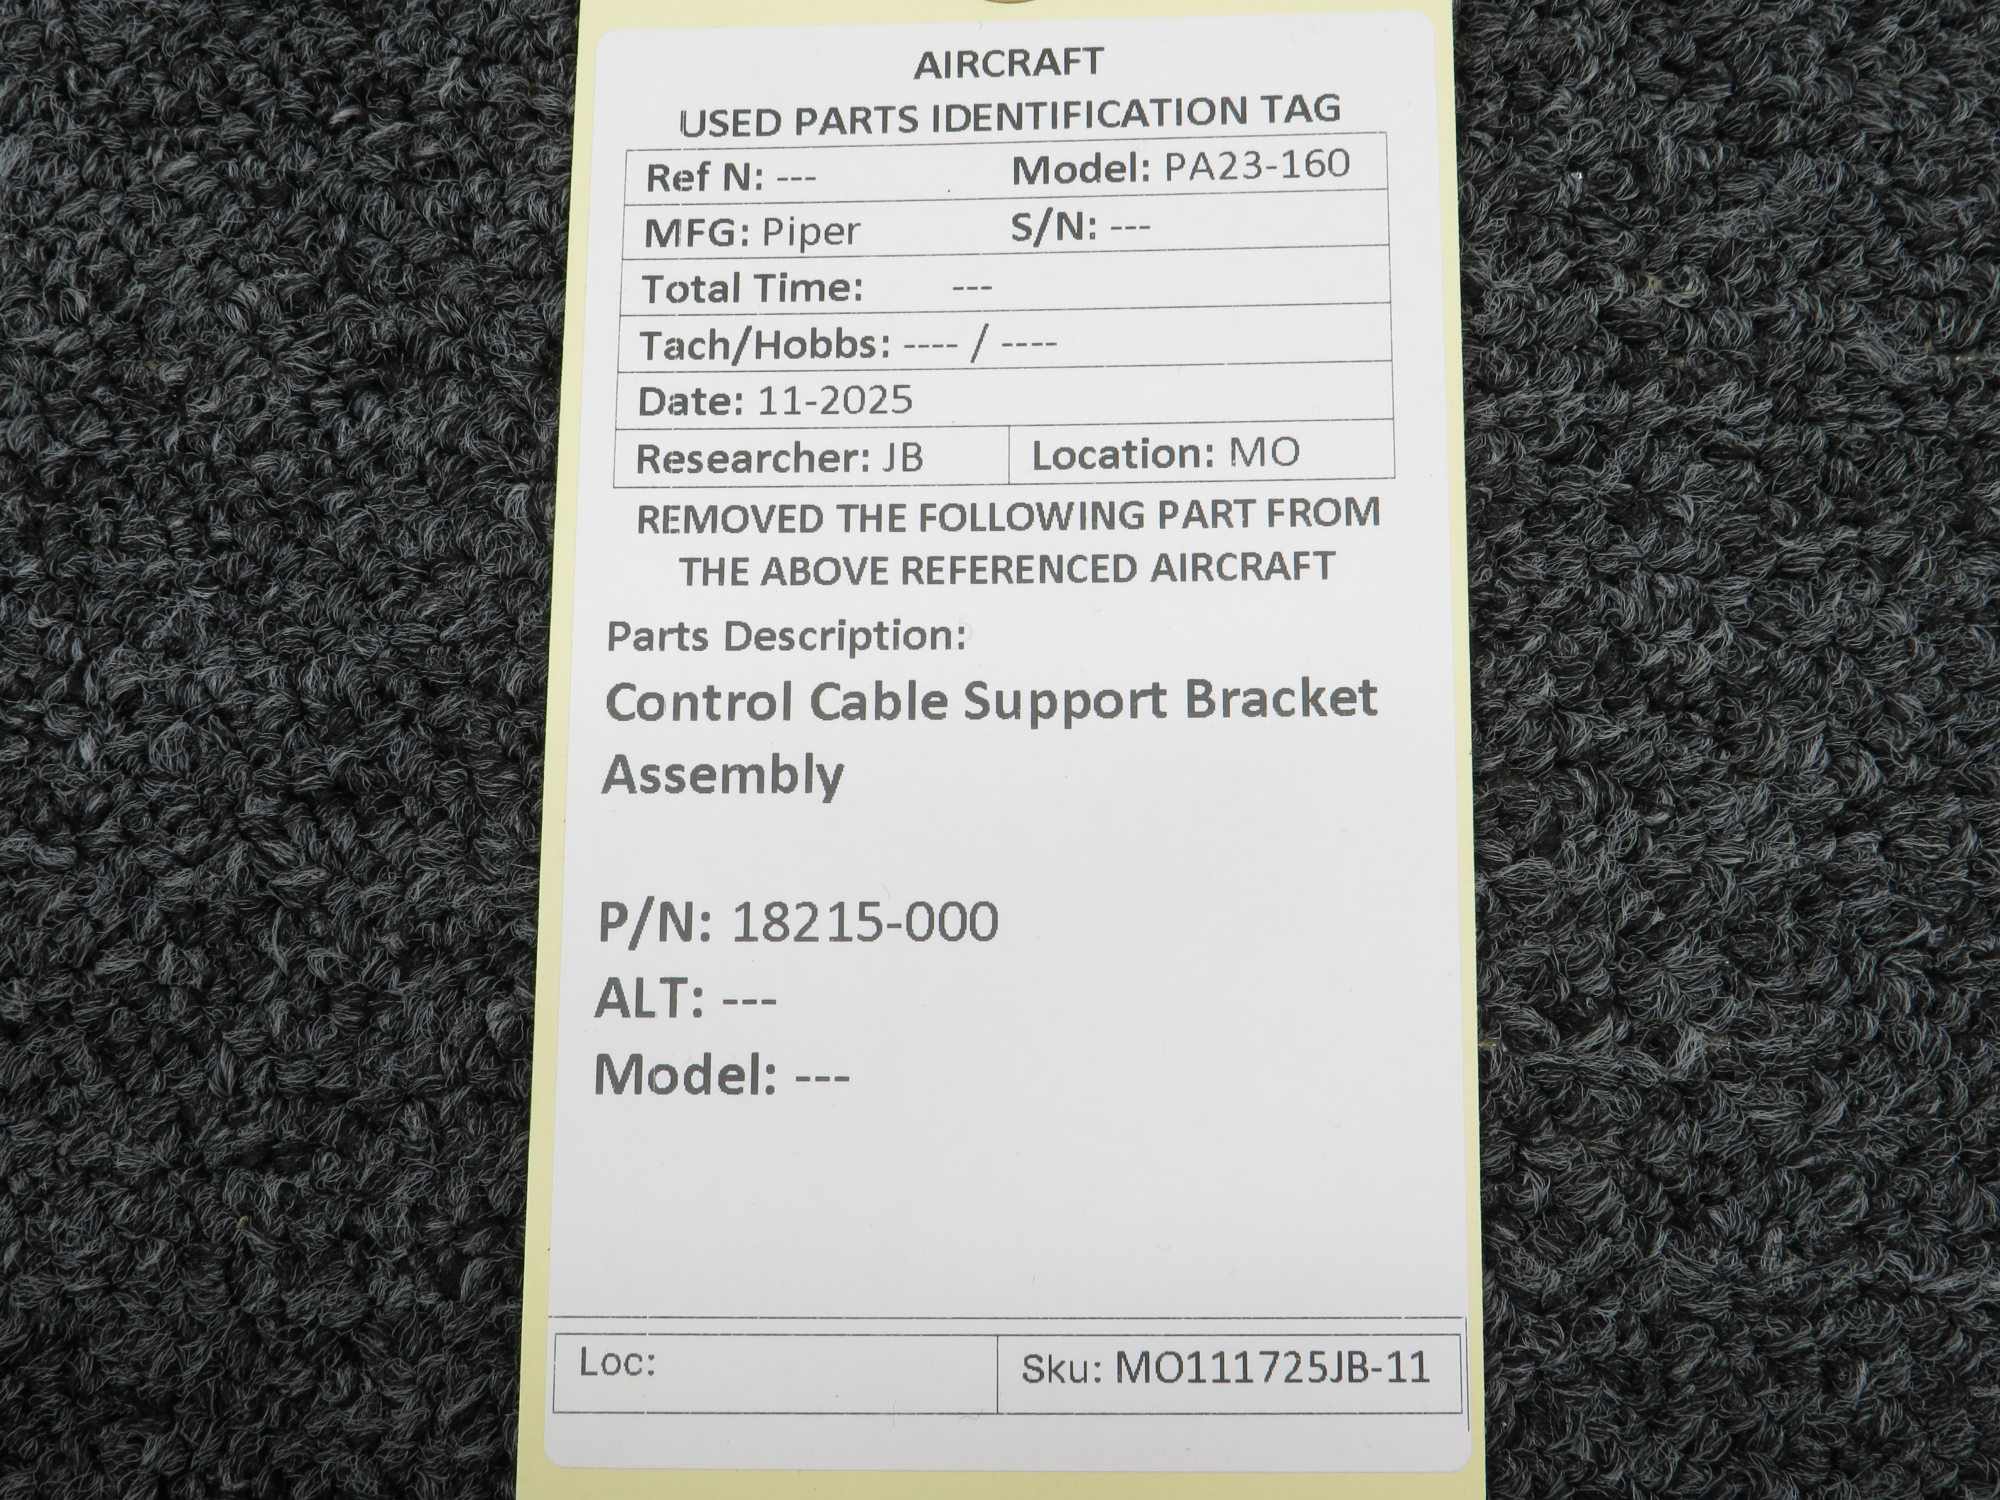 AIRCRAFT
USED PARTS IDENTIFICATION TAG
Ref N: --- Model: PA23-160
MFG: Piper S/N: ---
Total Time: ---
Tach/Hobbs: ---- / ----
Date: 11-2025
Researcher: JB Location: MO
REMOVED THE FOLLOWING PART FROM
THE ABOVE REFERENCED AIRCRAFT
Parts Description:
Control Cable Support Bracket
Assembly
P/N: 18215-000
ALT: ---
Model: ---
Loc: Sku: MO111725JB-11